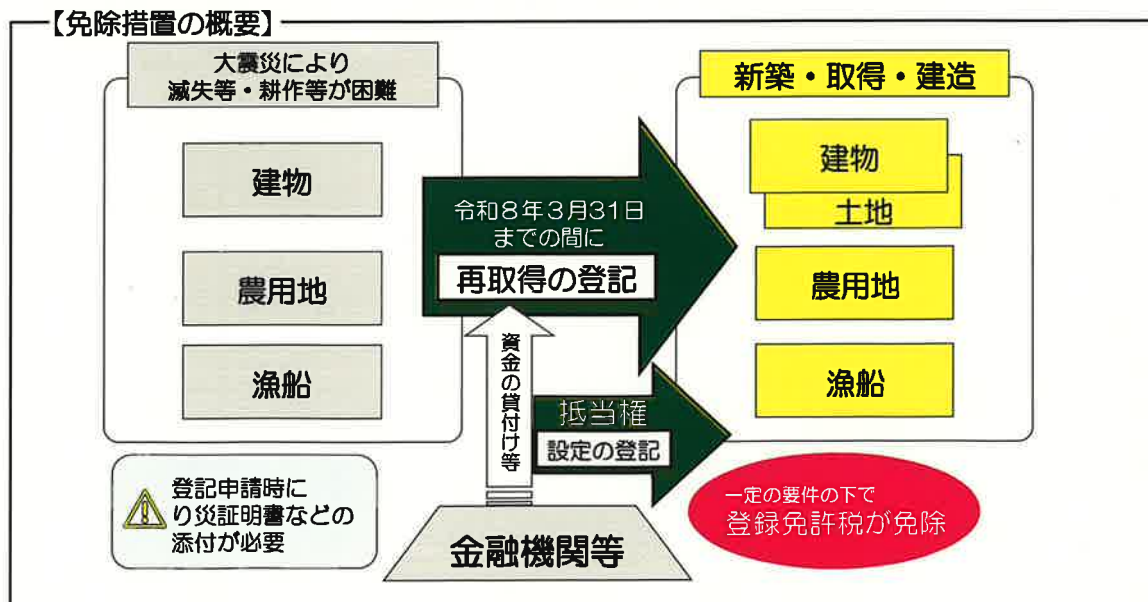 【免除措置の概要】
大震災により
滅失等・耕作等が困難
建物
農用地
漁船
令和8年3月31日
までの間に
再取得の登記
資金の貸付け等
抵当権
設定の登記
金融機関等
新築・取得・建造
建物
土地
農用地
漁船
登記申請時に
り災証明書などの
添付が必要
一定の要件の下で
登録免許税が免除